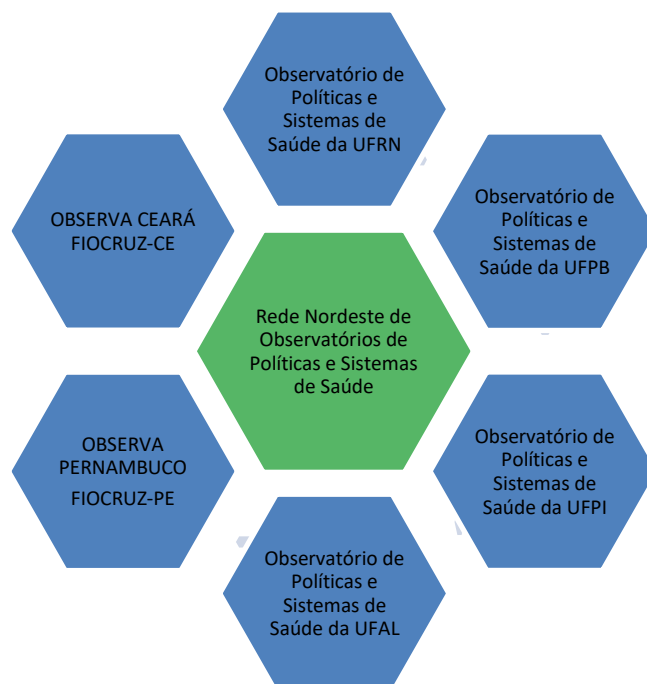 Observatório de
Políticas e
Sistemas de
Saúde da UFRN
OBSERVA CEARÁ
FIOCRUZ-CE
Observatório de
Políticas e
Sistemas de
Saúde da UFPB
Rede Nordeste de
Observatórios de
Políticas e Sistemas
de Saúde
OBSERVA
PERNAMBUCO
FIOCRUZ-PE
Observatório de
Políticas e
Sistemas de
Saúde da UFPI
Observatório de
Políticas e
Sistemas de
Saúde da UFAL